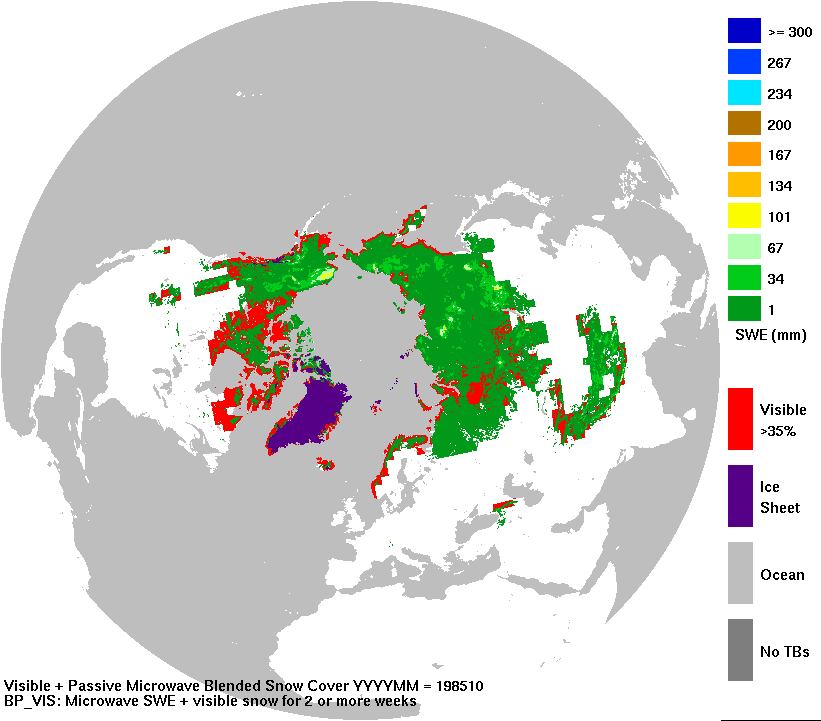 >= 300
267
234
200
167
134
101
67
34
1
SWE (mm)
Visible
>35%
Ice
Sheet
Ocean
No TBs
Visible + Passive Microwave Blended Snow Cover YYYYMM = 198510
BP_VIS: Microwave SWE + visible snow for 2 or more weeks